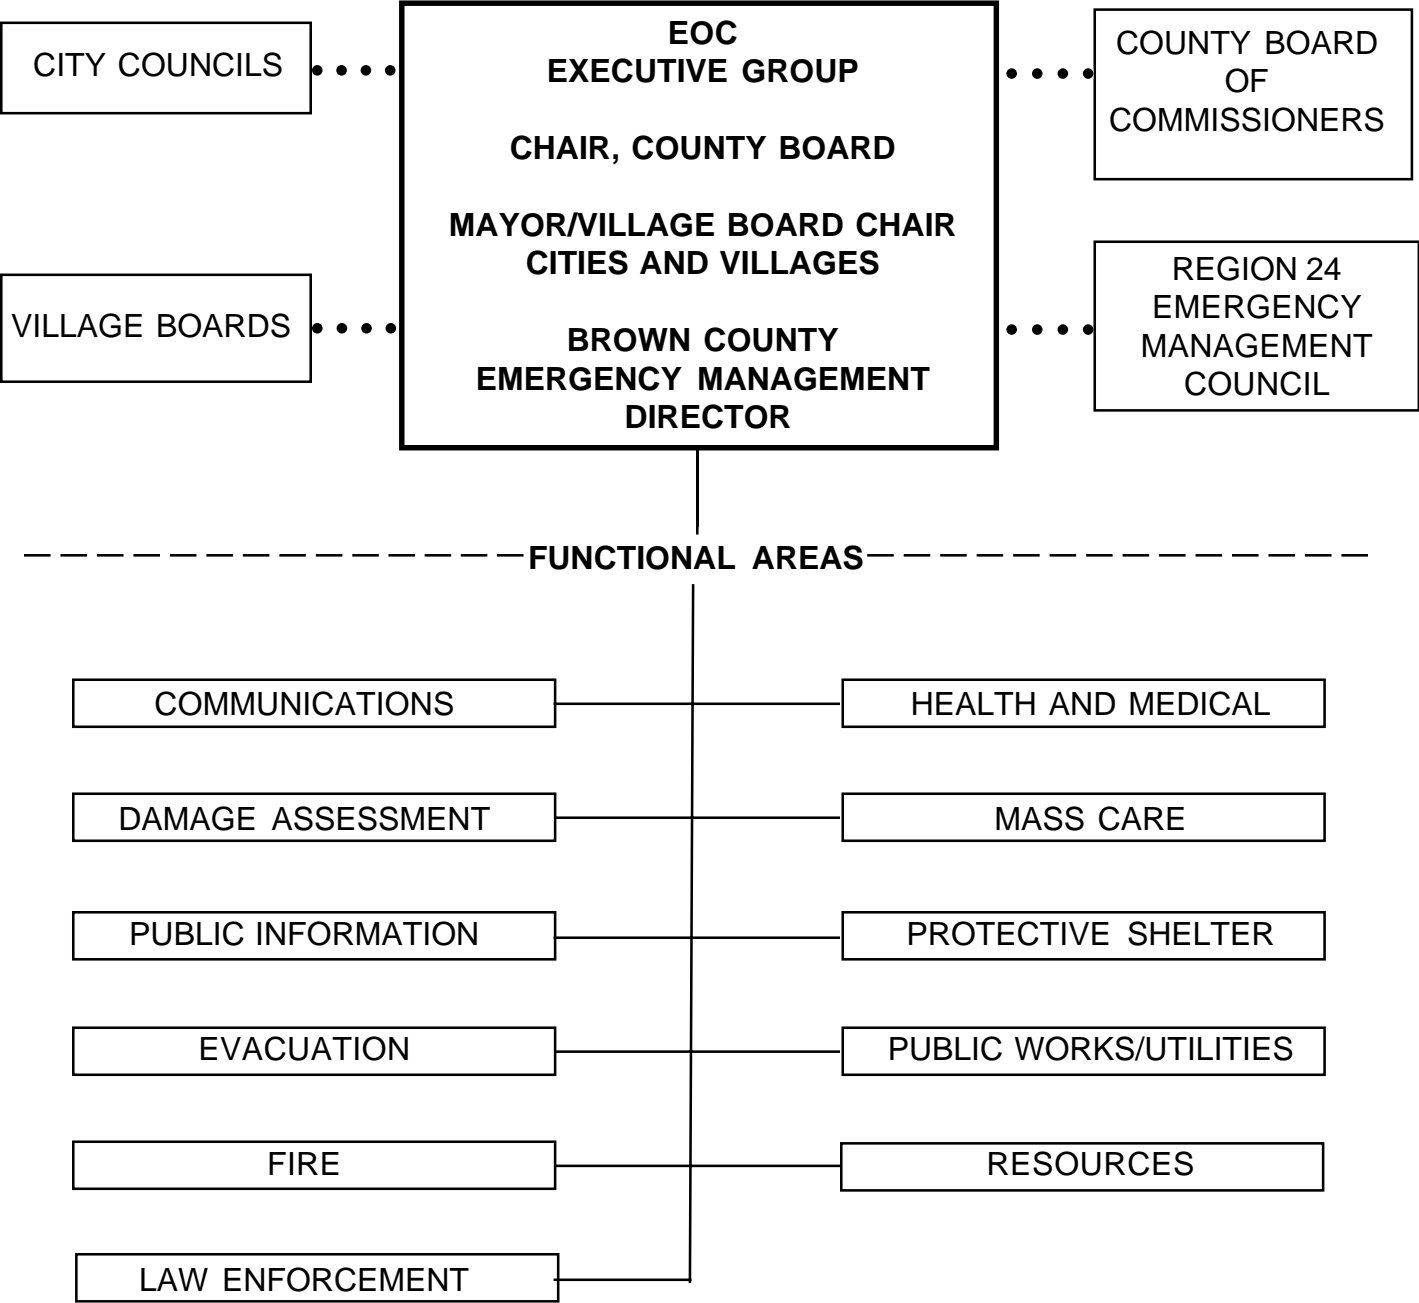 CITY COUNCILS
EOC
EXECUTIVE GROUP
CHAIR, COUNTY BOARD
MAYOR/VILLAGE BOARD CHAIR
CITIES AND VILLAGES
BROWN COUNTY
EMERGENCY MANAGEMENT
DIRECTOR
COUNTY BOARD
OF
COMMISSIONERS
VILLAGE BOARDS
REGION 24
EMERGENCY
MANAGEMENT
COUNCIL
FUNCTIONAL AREAS
COMMUNICATIONS
HEALTH AND MEDICAL
DAMAGE ASSESSMENT
MASS CARE
PUBLIC INFORMATION
PROTECTIVE SHELTER
EVACUATION
PUBLIC WORKS/UTILITIES
FIRE
RESOURCES
LAW ENFORCEMENT